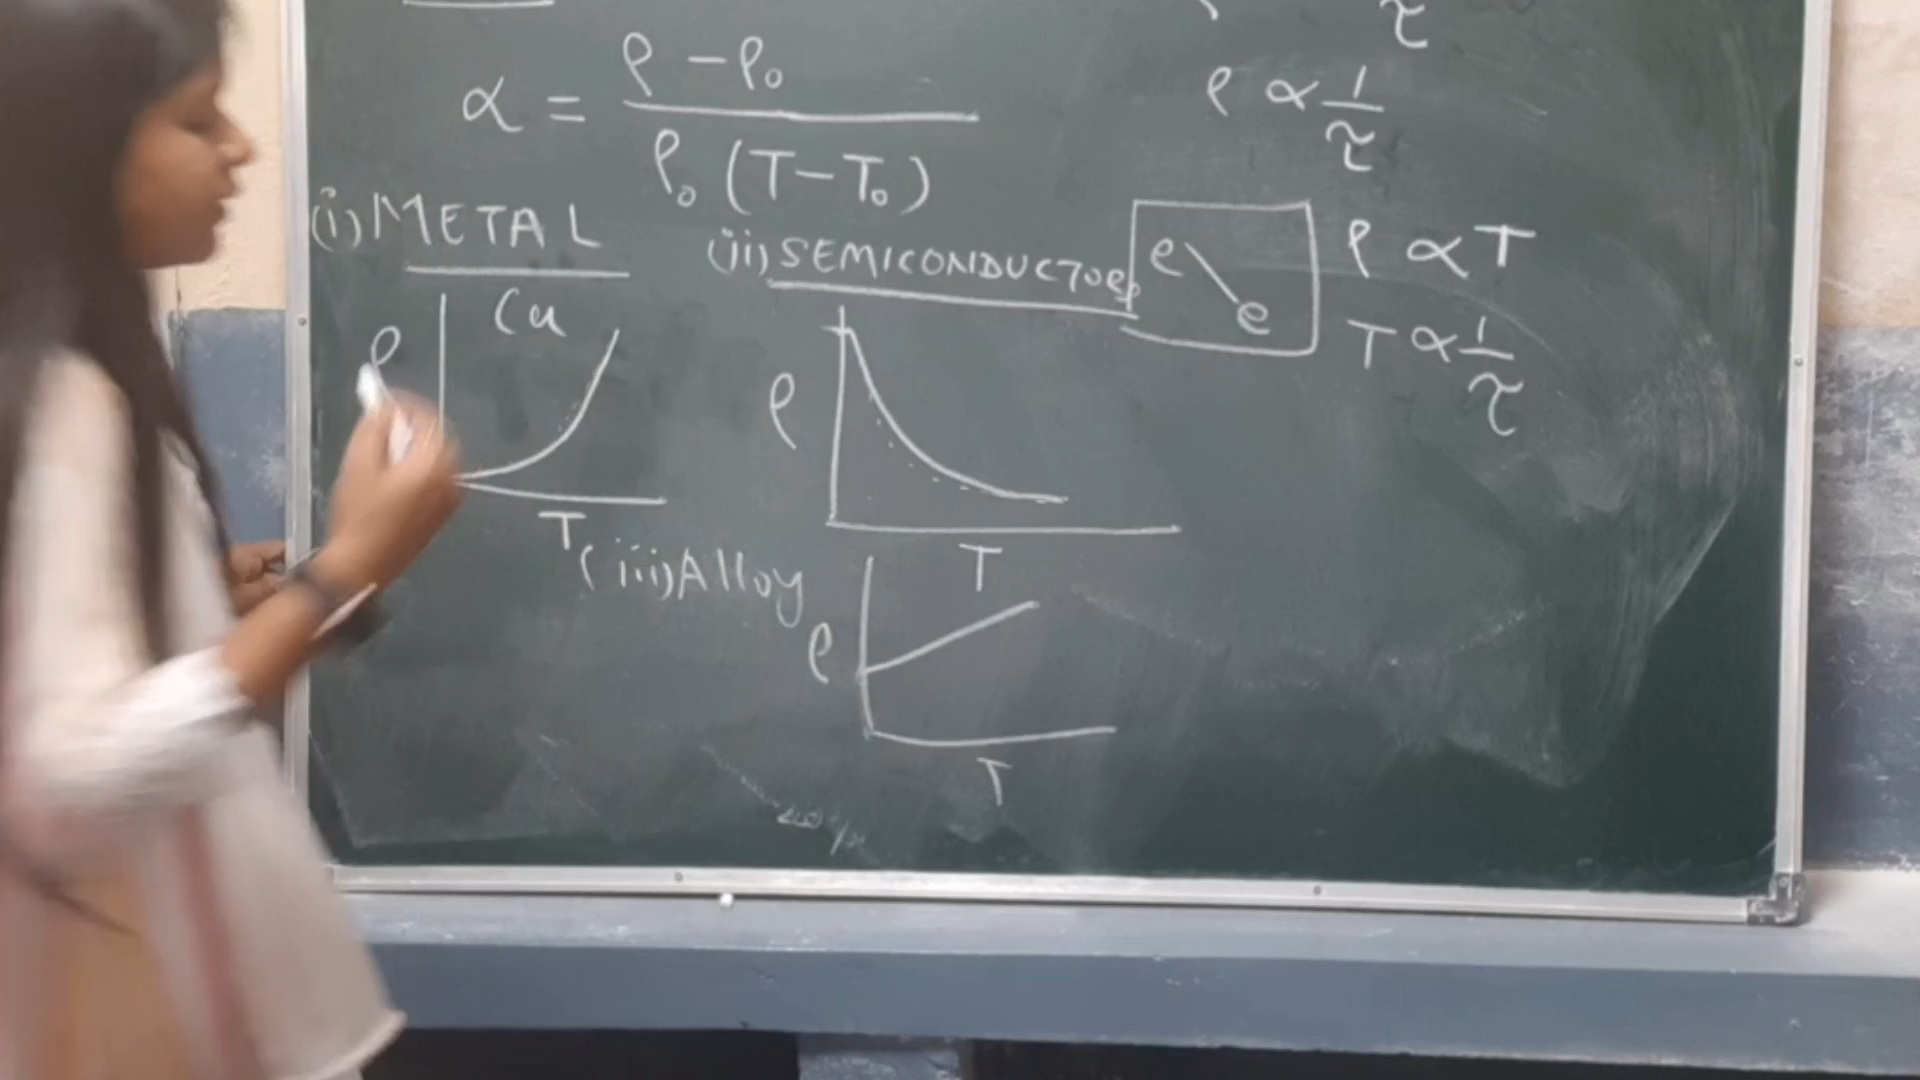 α = ρ - ρ₀ / ρ₀ (T - T₀)
τ
ρ ∝ 1/τ
(i) METAL
(ii) SEMICONDUCTOR
e e
ρ ∝ T
T ∝ 1/τ
Cu
ρ
T
ρ
T
(iii) Alloy
ρ
T